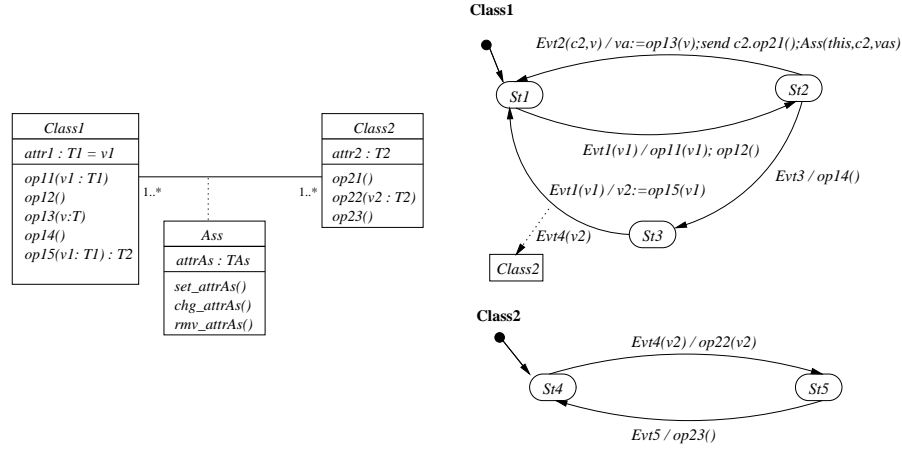 Class1
attr1 : T1 = v1
op11(v1 : T1)
op12()
op13(v:T)
op14()
op15(v1: T1) : T2
1..*
1..*
Class2
attr2 : T2
op21()
op22(v2 : T2)
op23()
Ass
attrAs : TAs
set_attrAs()
chg_attrAs()
rmv_attrAs()
Class1
Evt2(c2,v) / va:=op13(v);send c2.op21();Ass(this,c2,vas)
St1
St2
Evt1(v1) / op11(v1); op12()
Evt3 / op14()
Evt1(v1) / v2:=op15(v1)
Evt4(v2)
St3
Class2
Class2
Evt4(v2) / op22(v2)
St4
St5
Evt5 / op23()